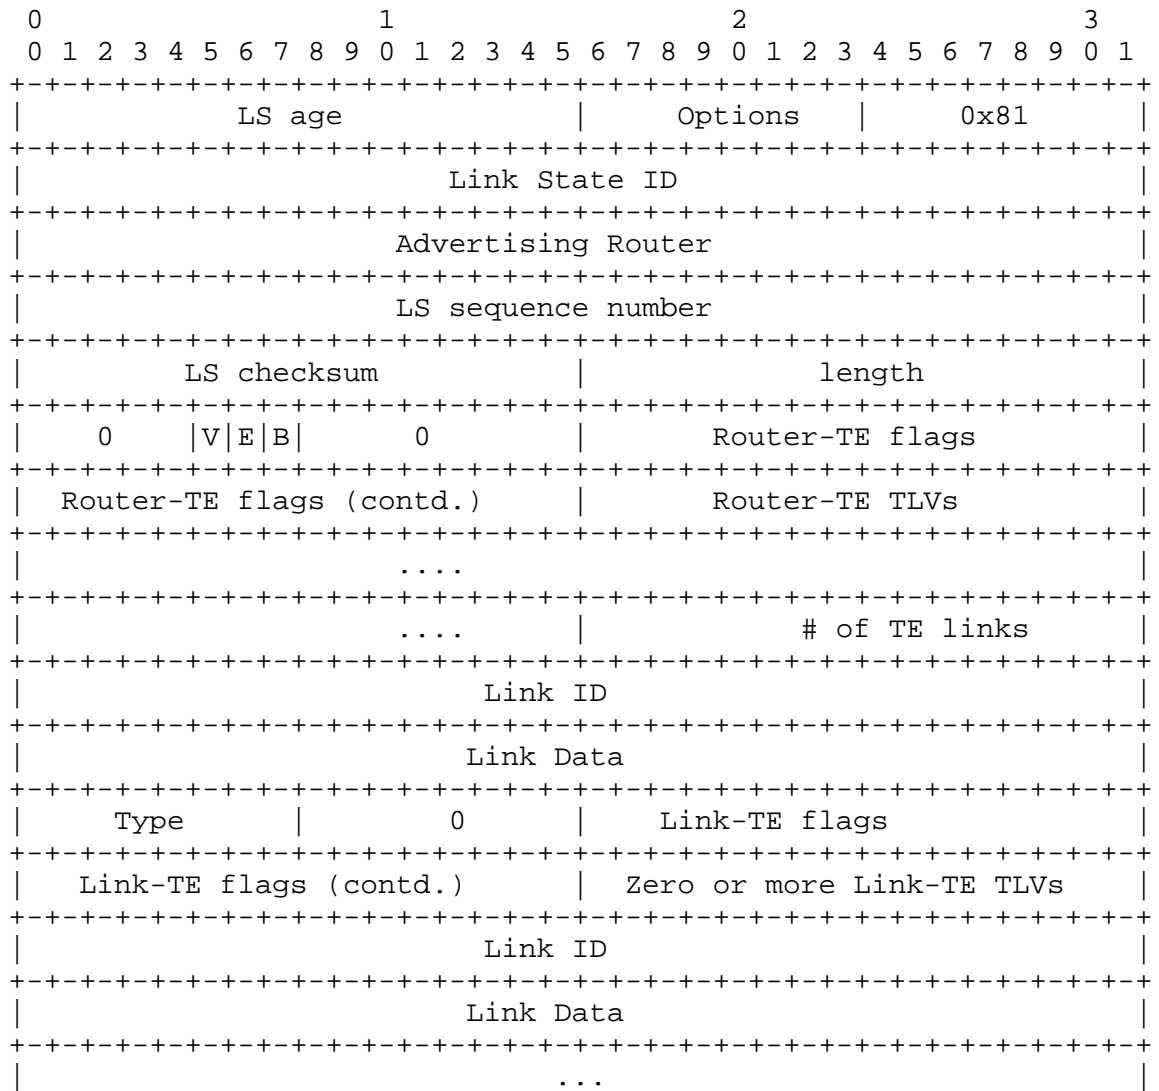 0                   1                   2                   3
 0 1 2 3 4 5 6 7 8 9 0 1 2 3 4 5 6 7 8 9 0 1 2 3 4 5 6 7 8 9 0 1
+-+-+-+-+-+-+-+-+-+-+-+-+-+-+-+-+-+-+-+-+-+-+-+-+-+-+-+-+-+-+-+-+
|            LS age             |     Options   |     0x81      |
+-+-+-+-+-+-+-+-+-+-+-+-+-+-+-+-+-+-+-+-+-+-+-+-+-+-+-+-+-+-+-+-+
|                        Link State ID                          |
+-+-+-+-+-+-+-+-+-+-+-+-+-+-+-+-+-+-+-+-+-+-+-+-+-+-+-+-+-+-+-+-+
|                     Advertising Router                        |
+-+-+-+-+-+-+-+-+-+-+-+-+-+-+-+-+-+-+-+-+-+-+-+-+-+-+-+-+-+-+-+-+
|                     LS sequence number                        |
+-+-+-+-+-+-+-+-+-+-+-+-+-+-+-+-+-+-+-+-+-+-+-+-+-+-+-+-+-+-+-+-+
|         LS checksum           |             length            |
+-+-+-+-+-+-+-+-+-+-+-+-+-+-+-+-+-+-+-+-+-+-+-+-+-+-+-+-+-+-+-+-+
|    0    |V|E|B|      0        |       Router-TE flags         |
+-+-+-+-+-+-+-+-+-+-+-+-+-+-+-+-+-+-+-+-+-+-+-+-+-+-+-+-+-+-+-+-+
|  Router-TE flags (contd.)     |       Router-TE TLVs          |
+-+-+-+-+-+-+-+-+-+-+-+-+-+-+-+-+-+-+-+-+-+-+-+-+-+-+-+-+-+-+-+-+
|                     ....                                      |
+-+-+-+-+-+-+-+-+-+-+-+-+-+-+-+-+-+-+-+-+-+-+-+-+-+-+-+-+-+-+-+-+
|                     ....      |            # of TE links      |
+-+-+-+-+-+-+-+-+-+-+-+-+-+-+-+-+-+-+-+-+-+-+-+-+-+-+-+-+-+-+-+-+
|                          Link ID                              |
+-+-+-+-+-+-+-+-+-+-+-+-+-+-+-+-+-+-+-+-+-+-+-+-+-+-+-+-+-+-+-+-+
|                         Link Data                             |
+-+-+-+-+-+-+-+-+-+-+-+-+-+-+-+-+-+-+-+-+-+-+-+-+-+-+-+-+-+-+-+-+
|     Type      |        0      |    Link-TE flags              |
+-+-+-+-+-+-+-+-+-+-+-+-+-+-+-+-+-+-+-+-+-+-+-+-+-+-+-+-+-+-+-+-+
|   Link-TE flags (contd.)      |  Zero or more Link-TE TLVs    |
+-+-+-+-+-+-+-+-+-+-+-+-+-+-+-+-+-+-+-+-+-+-+-+-+-+-+-+-+-+-+-+-+
|                          Link ID                              |
+-+-+-+-+-+-+-+-+-+-+-+-+-+-+-+-+-+-+-+-+-+-+-+-+-+-+-+-+-+-+-+-+
|                         Link Data                             |
+-+-+-+-+-+-+-+-+-+-+-+-+-+-+-+-+-+-+-+-+-+-+-+-+-+-+-+-+-+-+-+-+
|                              ...                              |